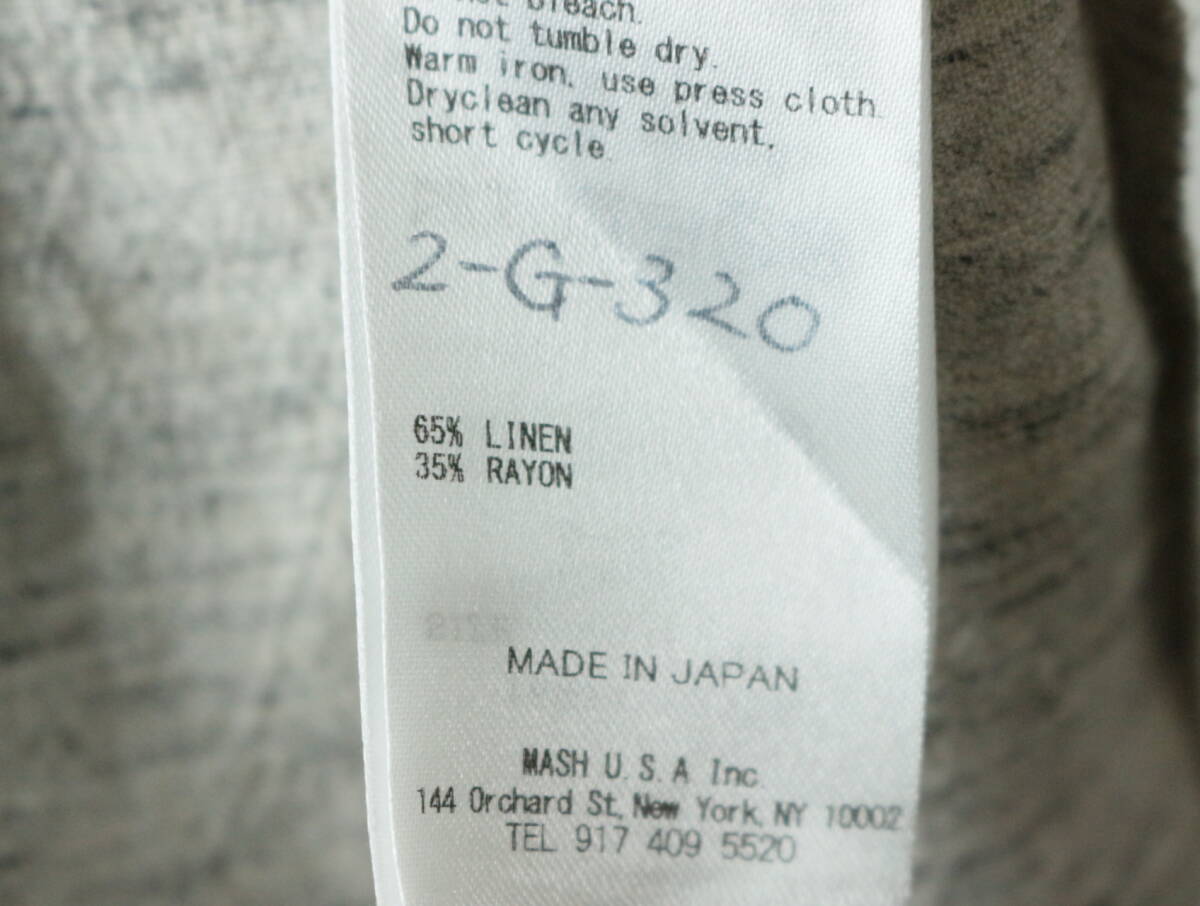 bleach.
Do not tumble dry.
Warm iron, use press cloth.
Dryclean any solvent,
short cycle.
2-G-320
65% LINEN
35% RAYON
MADE IN JAPAN
MASH U.S.A Inc.
144 Orchard St, New York, NY 10002
TEL 917 409 5520